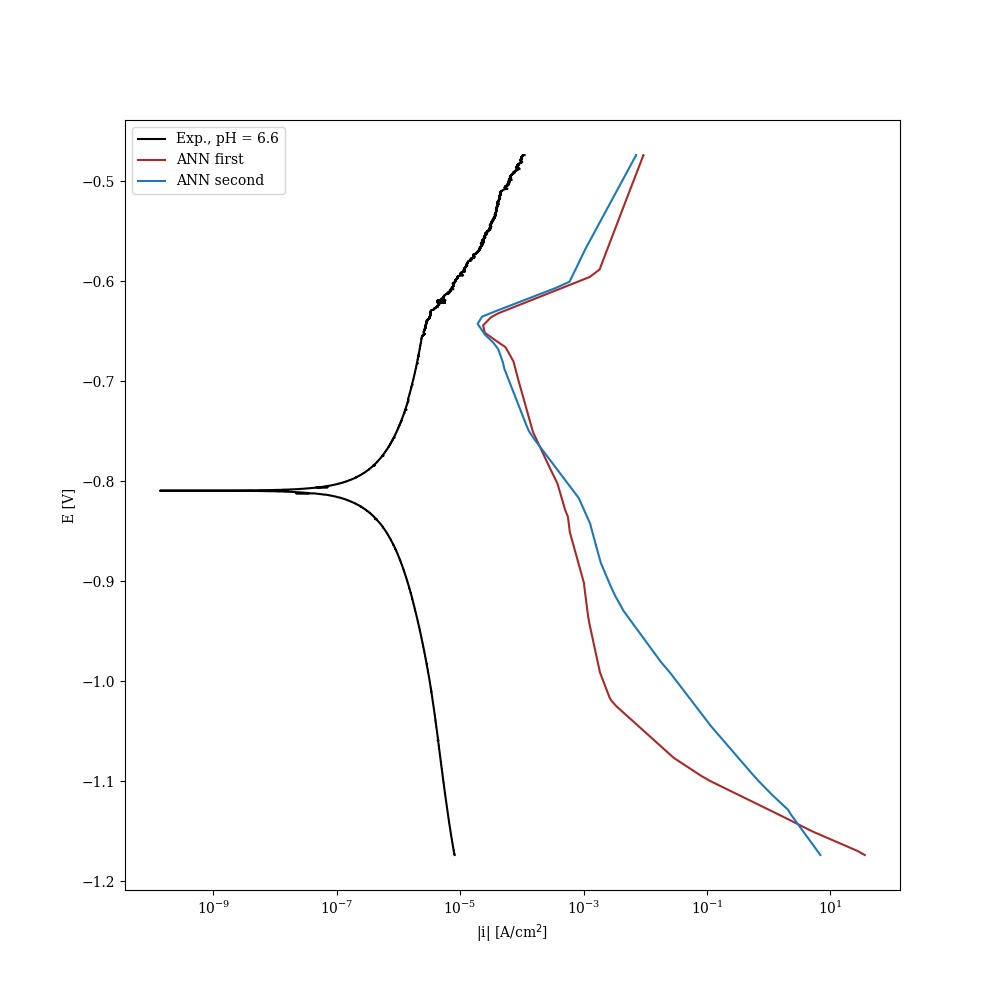 Exp., pH = 6.6
ANN first
ANN second
−0.5
−0.6
−0.7
−0.8
−0.9
−1.0
−1.1
−1.2
E [V]
10⁻⁹ 10⁻⁷ 10⁻⁵ 10⁻³ 10⁻¹ 10¹
|i| [A/cm²]